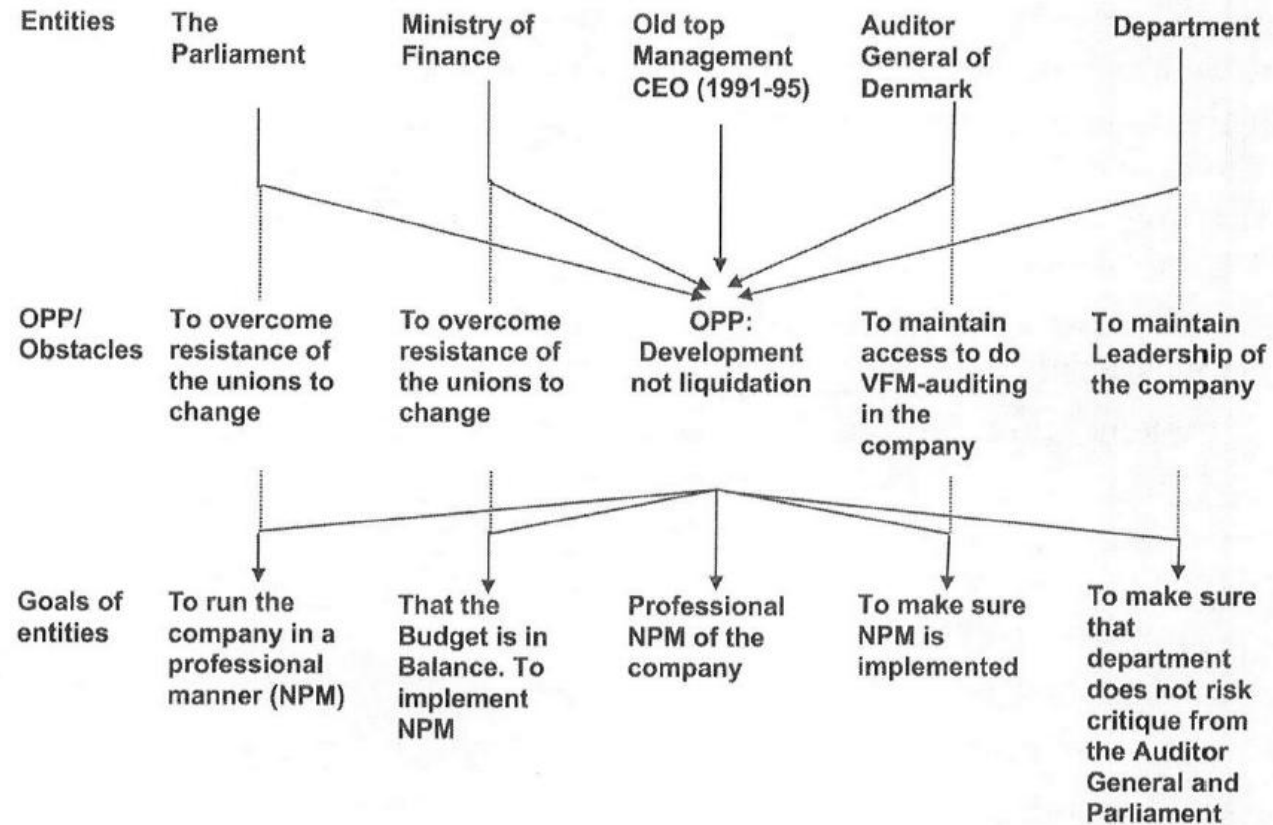 Entities
The
Parliament
Ministry of
Finance
Old top
Management
CEO (1991-95)
Auditor
General of
Denmark
Department
OPP/
Obstacles
To overcome
resistance of
the unions to
change
To overcome
resistance of
the unions to
change
OPP:
Development
not liquidation
To maintain
access to do
VFM-auditing
in the
company
To maintain
Leadership of
the company
Goals of
entities
To run the
company in a
professional
manner (NPM)
That the
Budget is in
Balance. To
implement
NPM
Professional
NPM of the
company
To make sure
NPM is
implemented
To make sure
that
department
does not risk
critique from
the Auditor
General and
Parliament